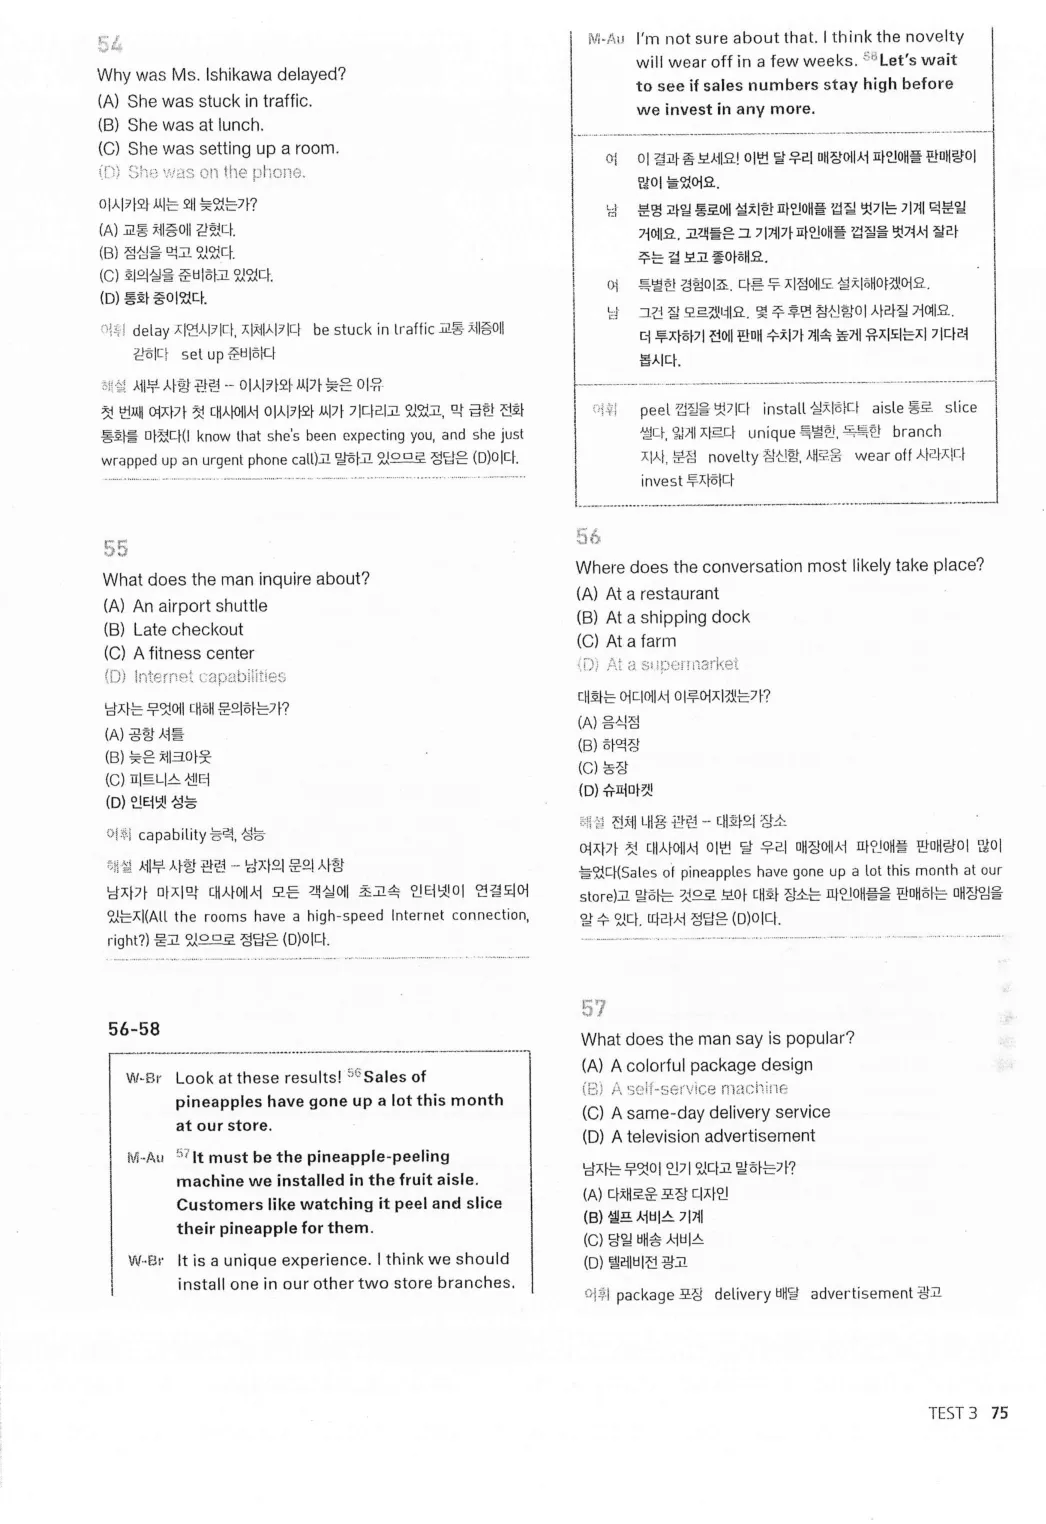 54
Why was Ms. Ishikawa delayed?
(A) She was stuck in traffic.
(B) She was at lunch.
(C) She was setting up a room.
(D) She was on the phone.
이시카와 씨는 왜 늦었는가?
(A) 교통 체증에 갇혔다.
(B) 점심을 먹고 있었다.
(C) 회의실을 준비하고 있었다.
(D) 통화 중이었다.
어휘 delay 지연시키다, 지체시키다 be stuck in traffic 교통 체증에
갇히다 set up 준비하다
해설 세부 사항 관련 – 이시카와 씨가 늦은 이유
첫 번째 여자가 첫 대사에서 이시카와 씨가 기다리고 있었고, 막 급한 전화
통화를 마쳤다(I know that she's been expecting you, and she just
wrapped up an urgent phone call)고 말하고 있으므로 정답은 (D)이다.
55
What does the man inquire about?
(A) An airport shuttle
(B) Late checkout
(C) A fitness center
(D) Internet capabilities
남자는 무엇에 대해 문의하는가?
(A) 공항 셔틀
(B) 늦은 체크아웃
(C) 피트니스 센터
(D) 인터넷 성능
어휘 capability 능력, 성능
해설 세부 사항 관련 – 남자의 문의 사항
남자가 마지막 대사에서 모든 객실에 초고속 인터넷이 연결되어
있는지(All the rooms have a high-speed Internet connection,
right?) 묻고 있으므로 정답은 (D)이다.
56-58
W-Br Look at these results! 56Sales of
pineapples have gone up a lot this month
at our store.
M-Au 57It must be the pineapple-peeling
machine we installed in the fruit aisle.
Customers like watching it peel and slice
their pineapple for them.
W-Br It is a unique experience. I think we should
install one in our other two store branches.
M-Au I'm not sure about that. I think the novelty
will wear off in a few weeks. 58Let's wait
to see if sales numbers stay high before
we invest in any more.
여 이 결과 좀 보세요! 이번 달 우리 매장에서 파인애플 판매량이
많이 늘었어요.
남 분명 과일 통로에 설치한 파인애플 껍질 벗기는 기계 덕분일
거예요. 고객들은 그 기계가 파인애플 껍질을 벗겨서 잘라
주는 걸 보고 좋아해요.
여 특별한 경험이죠. 다른 두 지점에도 설치해야겠어요.
남 그건 잘 모르겠네요. 몇 주 후면 참신함이 사라질 거예요.
더 투자하기 전에 판매 수치가 계속 높게 유지되는지 기다려
봅시다.
어휘 peel 껍질을 벗기다 install 설치하다 aisle 통로 slice
썰다, 얇게 자르다 unique 특별한, 독특한 branch
지사, 분점 novelty 참신함, 새로움 wear off 사라지다
invest 투자하다
56
Where does the conversation most likely take place?
(A) At a restaurant
(B) At a shipping dock
(C) At a farm
(D) At a supermarket
대화는 어디에서 이루어지겠는가?
(A) 음식점
(B) 하역장
(C) 농장
(D) 슈퍼마켓
해설 전체 내용 관련 – 대화의 장소
여자가 첫 대사에서 이번 달 우리 매장에서 파인애플 판매량이 많이
늘었다(Sales of pineapples have gone up a lot this month at our
store)고 말하는 것으로 보아 대화 장소는 파인애플을 판매하는 매장임을
알 수 있다. 따라서 정답은 (D)이다.
57
What does the man say is popular?
(A) A colorful package design
(B) A self-service machine
(C) A same-day delivery service
(D) A television advertisement
남자는 무엇이 인기 있다고 말하는가?
(A) 다채로운 포장 디자인
(B) 셀프 서비스 기계
(C) 당일 배송 서비스
(D) 텔레비전 광고
어휘 package 포장 delivery 배달 advertisement 광고
TEST 3 75